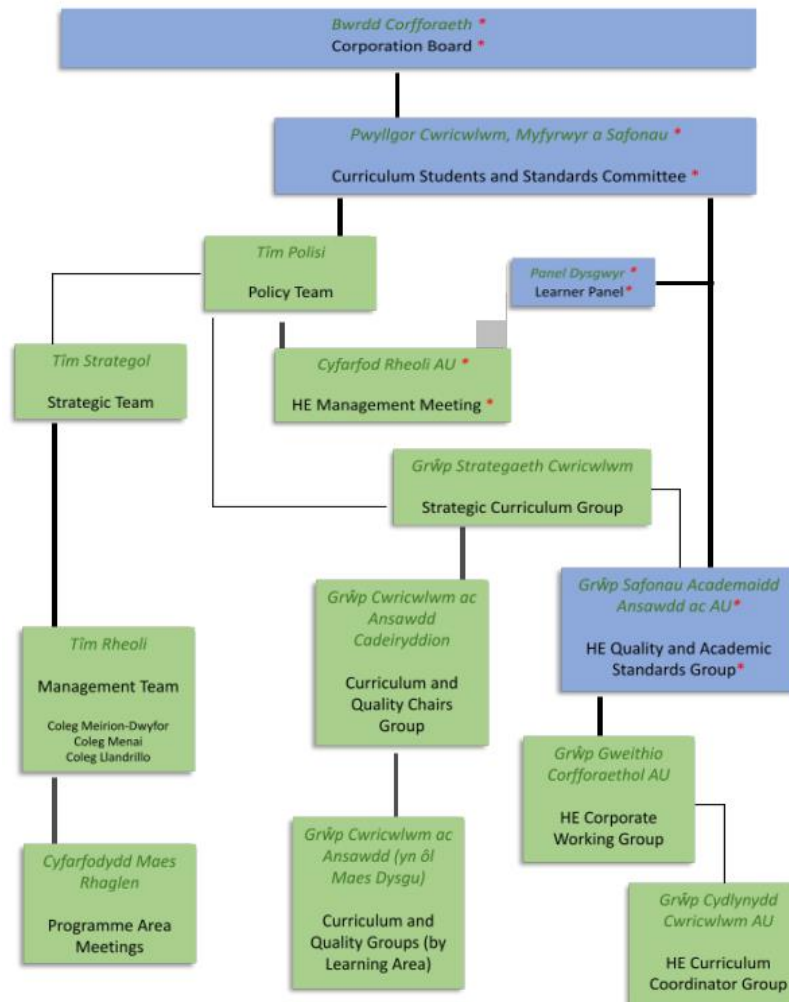 Bwrdd Corfforaeth *
Corporation Board *
Pwyllgor Cwricwlwm, Myfyrwyr a Safonau *
Curriculum Students and Standards Committee *
Tîm Polisi
Policy Team
Panel Dysgwyr *
Learner Panel *
Tîm Strategol
Strategic Team
Cyfarfod Rheoli AU *
HE Management Meeting *
Grŵp Strategaeth Cwricwlwm
Strategic Curriculum Group
Grŵp Cwricwlwm ac
Ansawdd
Cadeiryddion
Curriculum and
Quality Chairs
Group
Grŵp Safonau Academaidd
Ansawdd ac AU*
HE Quality and Academic
Standards Group*
Tîm Rheoli
Management Team
Coleg Meirion-Dwyfor
Coleg Menai
Coleg Llandrillo
Grŵp Gweithio
Corfforaethol AU
HE Corporate
Working Group
Cyfarfodydd Maes
Rhaglen
Programme Area
Meetings
Grŵp Cwricwlwm ac
Ansawdd (yn ôl
Maes Dysgu)
Curriculum and
Quality Groups (by
Learning Area)
Grŵp Cydlynydd
Cwricwlwm AU
HE Curriculum
Coordinator Group